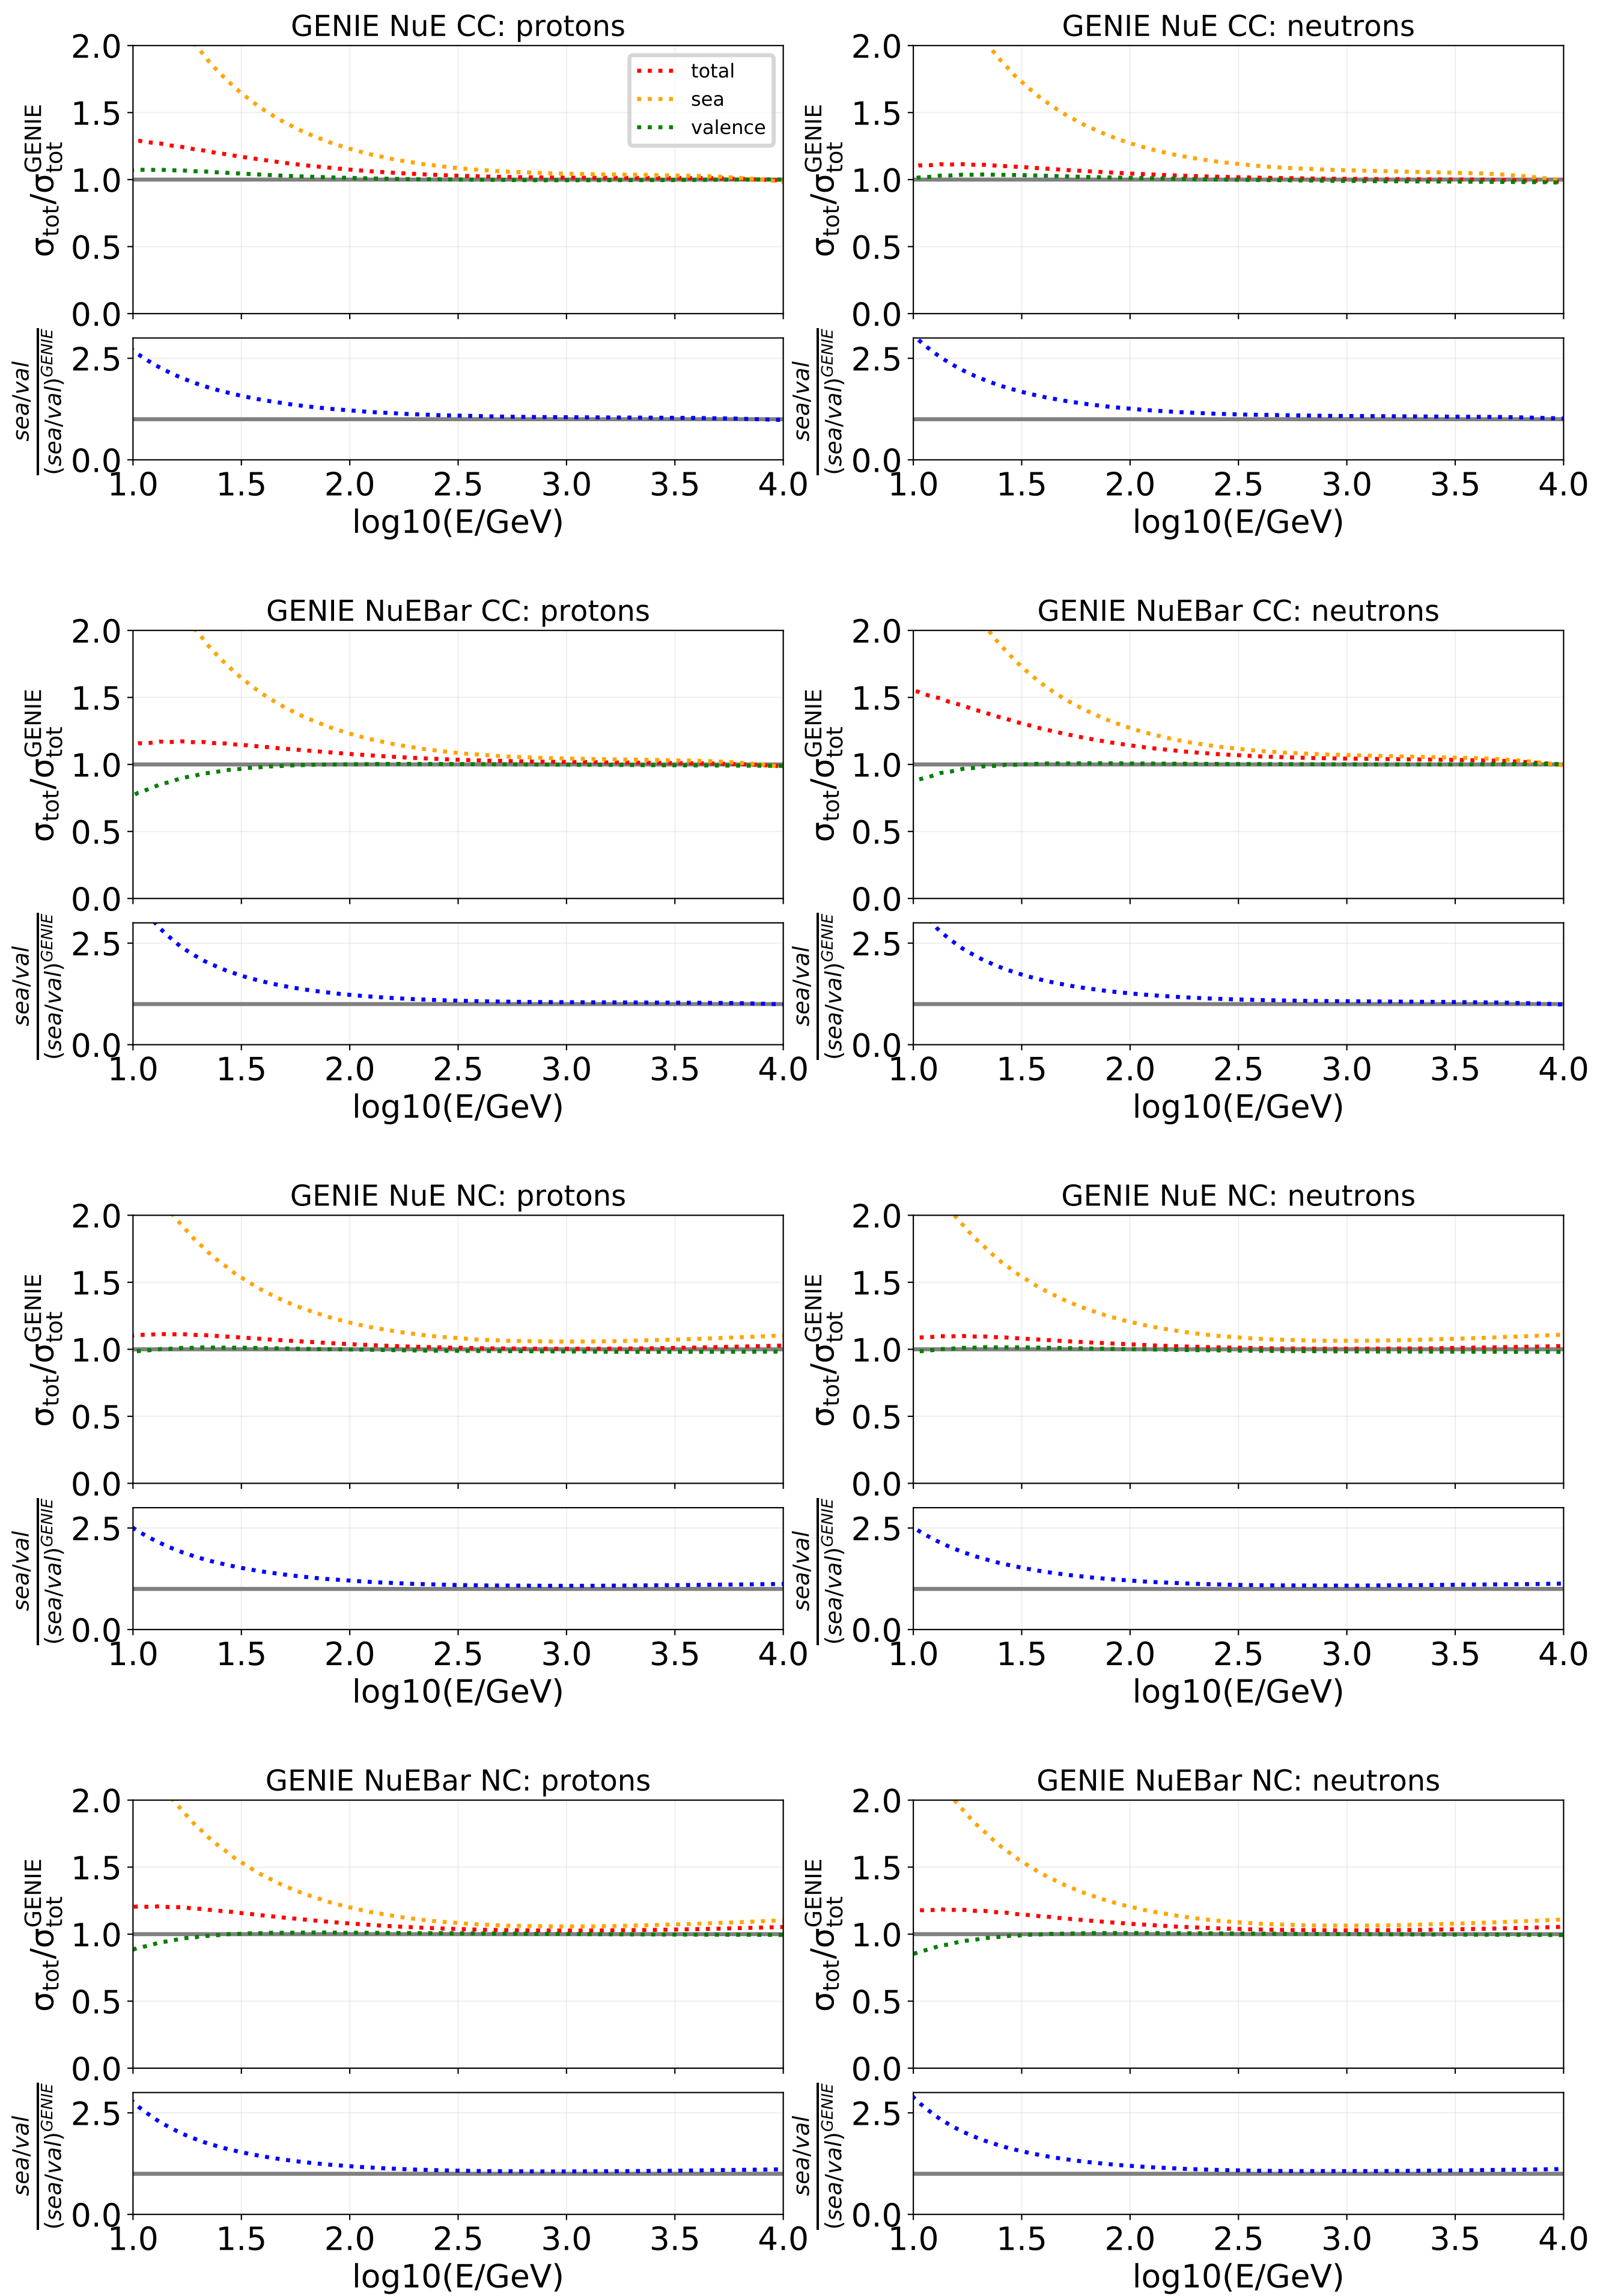 GENIE NuE CC: protons
2.0
1.5
1.0
0.5
0.0
σtot/σtot^GENIE
total
sea
valence
2.5
0.0
sea/val
(sea/val)^GENIE
1.0 1.5 2.0 2.5 3.0 3.5 4.0
log10(E/GeV)
GENIE NuE CC: neutrons
2.0
1.5
1.0
0.5
0.0
σtot/σtot^GENIE
2.5
0.0
sea/val
(sea/val)^GENIE
1.0 1.5 2.0 2.5 3.0 3.5 4.0
log10(E/GeV)
GENIE NuEBar CC: protons
2.0
1.5
1.0
0.5
0.0
σtot/σtot^GENIE
2.5
0.0
sea/val
(sea/val)^GENIE
1.0 1.5 2.0 2.5 3.0 3.5 4.0
log10(E/GeV)
GENIE NuEBar CC: neutrons
2.0
1.5
1.0
0.5
0.0
σtot/σtot^GENIE
2.5
0.0
sea/val
(sea/val)^GENIE
1.0 1.5 2.0 2.5 3.0 3.5 4.0
log10(E/GeV)
GENIE NuE NC: protons
2.0
1.5
1.0
0.5
0.0
σtot/σtot^GENIE
2.5
0.0
sea/val
(sea/val)^GENIE
1.0 1.5 2.0 2.5 3.0 3.5 4.0
log10(E/GeV)
GENIE NuE NC: neutrons
2.0
1.5
1.0
0.5
0.0
σtot/σtot^GENIE
2.5
0.0
sea/val
(sea/val)^GENIE
1.0 1.5 2.0 2.5 3.0 3.5 4.0
log10(E/GeV)
GENIE NuEBar NC: protons
2.0
1.5
1.0
0.5
0.0
σtot/σtot^GENIE
2.5
0.0
sea/val
(sea/val)^GENIE
1.0 1.5 2.0 2.5 3.0 3.5 4.0
log10(E/GeV)
GENIE NuEBar NC: neutrons
2.0
1.5
1.0
0.5
0.0
σtot/σtot^GENIE
2.5
0.0
sea/val
(sea/val)^GENIE
1.0 1.5 2.0 2.5 3.0 3.5 4.0
log10(E/GeV)